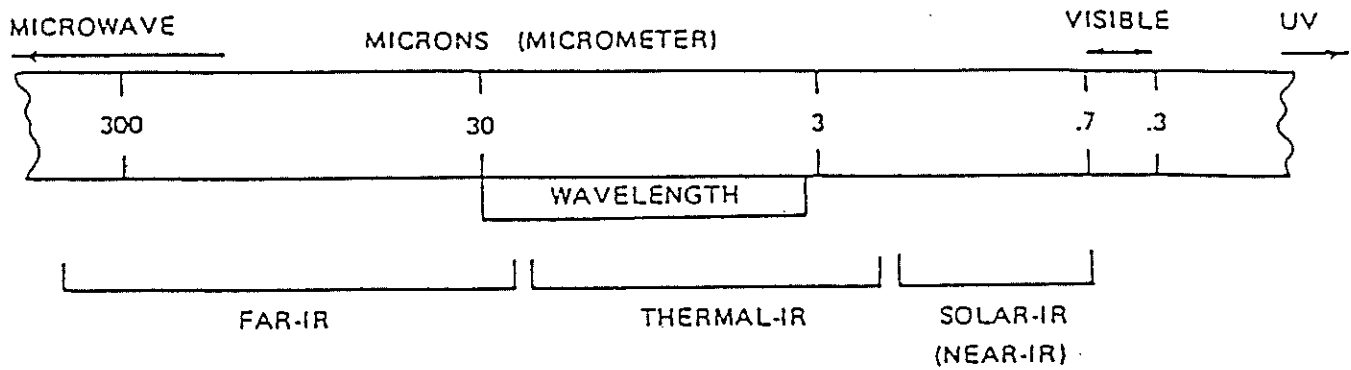 MICROWAVE MICRONS (MICROMETER) VISIBLE UV
300 30 3 .7 .3
WAVELENGTH
FAR-IR THERMAL-IR SOLAR-IR
(NEAR-IR)